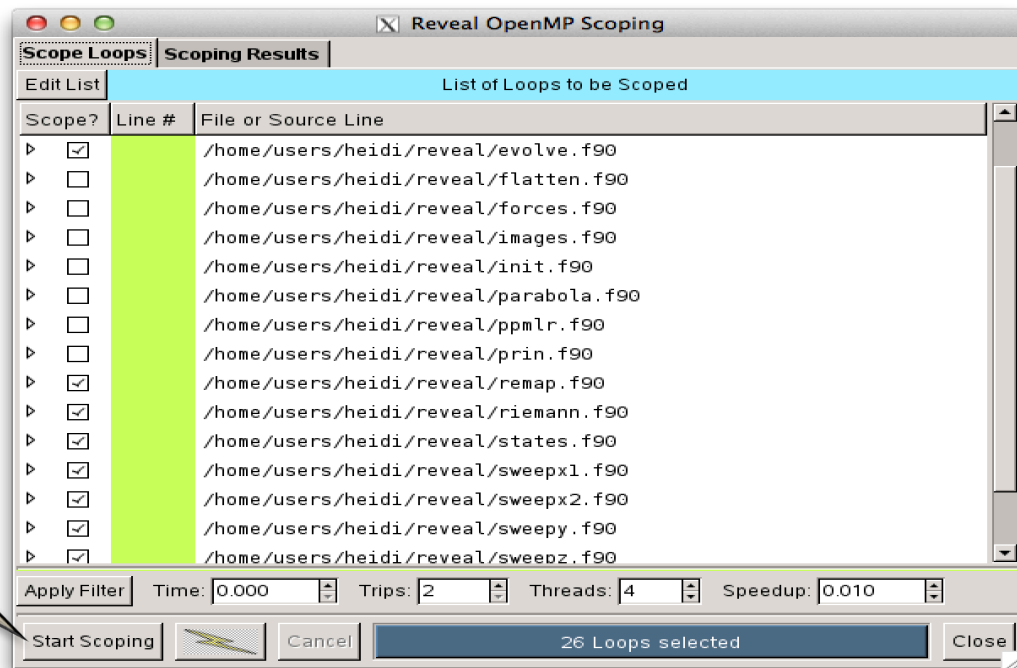 Reveal OpenMP Scoping
Scope Loops Scoping Results
Edit List List of Loops to be Scoped
Scope? Line # File or Source Line
/home/users/heidi/reveal/evolve.f90
/home/users/heidi/reveal/flatten.f90
/home/users/heidi/reveal/forces.f90
/home/users/heidi/reveal/images.f90
/home/users/heidi/reveal/init.f90
/home/users/heidi/reveal/parabola.f90
/home/users/heidi/reveal/ppmlr.f90
/home/users/heidi/reveal/prin.f90
/home/users/heidi/reveal/remap.f90
/home/users/heidi/reveal/riemann.f90
/home/users/heidi/reveal/states.f90
/home/users/heidi/reveal/sweepx1.f90
/home/users/heidi/reveal/sweepx2.f90
/home/users/heidi/reveal/sweepy.f90
/home/users/heidi/reveal/sweepz.f90
Apply Filter Time: 0.000 Trips: 2 Threads: 4 Speedup: 0.010
Start Scoping Cancel 26 Loops selected Close